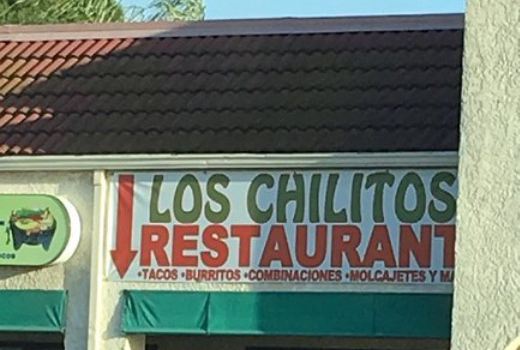 LOS CHILITOS
RESTAURANT
•TACOS •BURRITOS •COMBINACIONES •MOLCAJETES Y